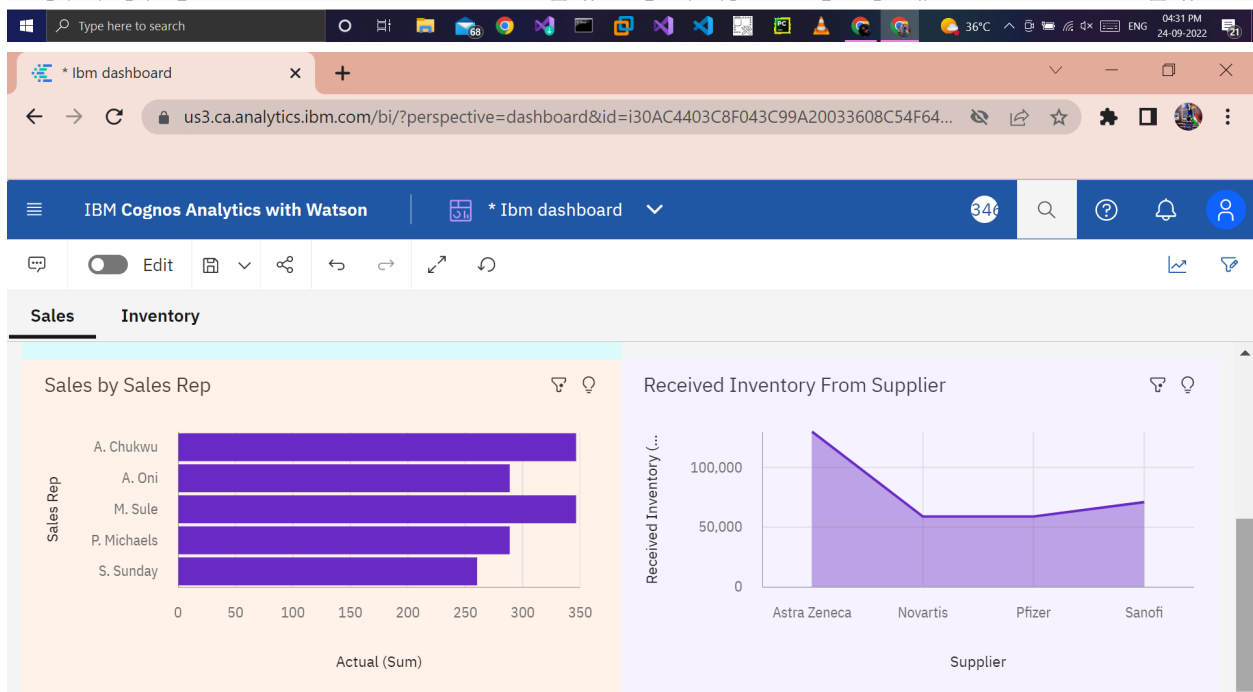 Type here to search
68
36°C
ENG
04:31 PM
24-09-2022
21
* Ibm dashboard
us3.ca.analytics.ibm.com/bi/?perspective=dashboard&id=i30AC4403C8F043C99A20033608C54F64...
IBM Cognos Analytics with Watson
* Ibm dashboard
346
Edit
Sales Inventory
Sales by Sales Rep
Sales Rep
A. Chukwu
A. Oni
M. Sule
P. Michaels
S. Sunday
0 50 100 150 200 250 300 350
Actual (Sum)
Received Inventory From Supplier
Received Inventory (...
100,000
50,000
0
Astra Zeneca Novartis Pfizer Sanofi
Supplier